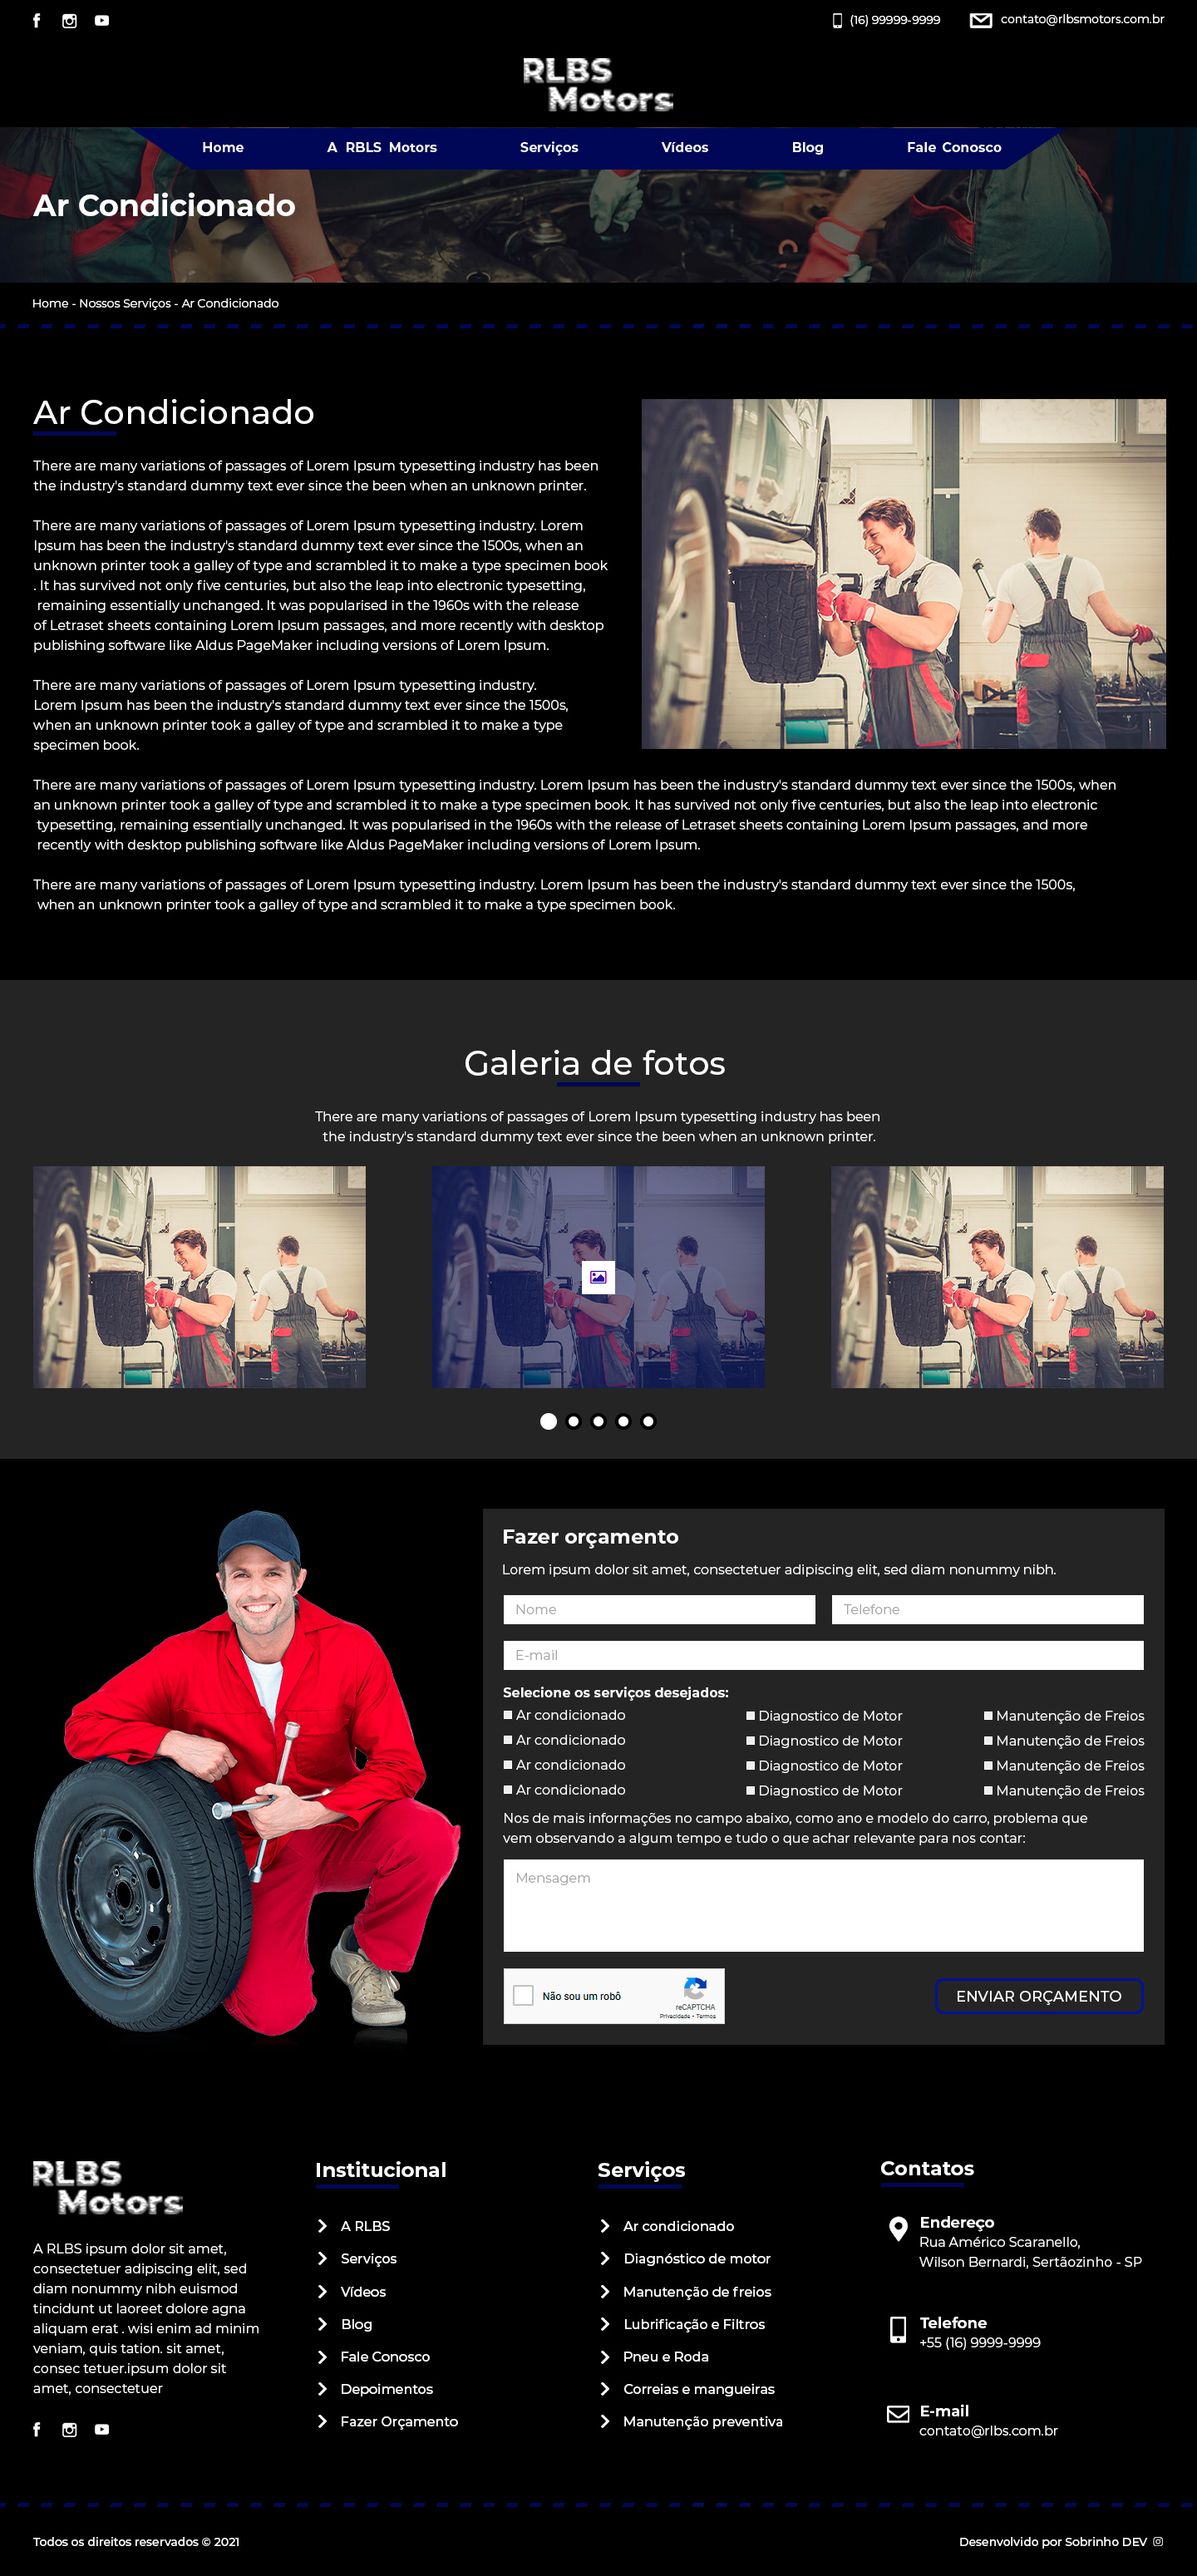 (16) 99999-9999 contato@rlbsmotors.com.br
RLBS
Motors
Home A RBLS Motors Serviços Vídeos Blog Fale Conosco
Ar Condicionado
Home - Nossos Serviços - Ar Condicionado
Ar Condicionado
There are many variations of passages of Lorem Ipsum typesetting industry has been
the industry's standard dummy text ever since the been when an unknown printer.
There are many variations of passages of Lorem Ipsum typesetting industry. Lorem
Ipsum has been the industry's standard dummy text ever since the 1500s, when an
unknown printer took a galley of type and scrambled it to make a type specimen book
. It has survived not only five centuries, but also the leap into electronic typesetting,
remaining essentially unchanged. It was popularised in the 1960s with the release
of Letraset sheets containing Lorem Ipsum passages, and more recently with desktop
publishing software like Aldus PageMaker including versions of Lorem Ipsum.
There are many variations of passages of Lorem Ipsum typesetting industry.
Lorem Ipsum has been the industry's standard dummy text ever since the 1500s,
when an unknown printer took a galley of type and scrambled it to make a type
specimen book.
There are many variations of passages of Lorem Ipsum typesetting industry. Lorem Ipsum has been the industry's standard dummy text ever since the 1500s, when
an unknown printer took a galley of type and scrambled it to make a type specimen book. It has survived not only five centuries, but also the leap into electronic
typesetting, remaining essentially unchanged. It was popularised in the 1960s with the release of Letraset sheets containing Lorem Ipsum passages, and more
recently with desktop publishing software like Aldus PageMaker including versions of Lorem Ipsum.
There are many variations of passages of Lorem Ipsum typesetting industry. Lorem Ipsum has been the industry's standard dummy text ever since the 1500s,
when an unknown printer took a galley of type and scrambled it to make a type specimen book.
Galeria de fotos
There are many variations of passages of Lorem Ipsum typesetting industry has been
the industry's standard dummy text ever since the been when an unknown printer.
Fazer orçamento
Lorem ipsum dolor sit amet, consectetuer adipiscing elit, sed diam nonummy nibh.
Nome Telefone
E-mail
Selecione os serviços desejados:
Ar condicionado Diagnostico de Motor Manutenção de Freios
Ar condicionado Diagnostico de Motor Manutenção de Freios
Ar condicionado Diagnostico de Motor Manutenção de Freios
Ar condicionado Diagnostico de Motor Manutenção de Freios
Nos de mais informações no campo abaixo, como ano e modelo do carro, problema que
vem observando a algum tempo e tudo o que achar relevante para nos contar:
Mensagem
Não sou um robô
reCAPTCHA
Privacidade - Termos
ENVIAR ORÇAMENTO
RLBS
Motors
A RLBS ipsum dolor sit amet,
consectetuer adipiscing elit, sed
diam nonummy nibh euismod
tincidunt ut laoreet dolore agna
aliquam erat . wisi enim ad minim
veniam, quis tation. sit amet,
consec tetuer.ipsum dolor sit
amet, consectetuer
Institucional
A RLBS
Serviços
Vídeos
Blog
Fale Conosco
Depoimentos
Fazer Orçamento
Serviços
Ar condicionado
Diagnóstico de motor
Manutenção de freios
Lubrificação e Filtros
Pneu e Roda
Correias e mangueiras
Manutenção preventiva
Contatos
Endereço
Rua Américo Scaranello,
Wilson Bernardi, Sertãozinho - SP
Telefone
+55 (16) 9999-9999
E-mail
contato@rlbs.com.br
Todos os direitos reservados © 2021
Desenvolvido por Sobrinho DEV